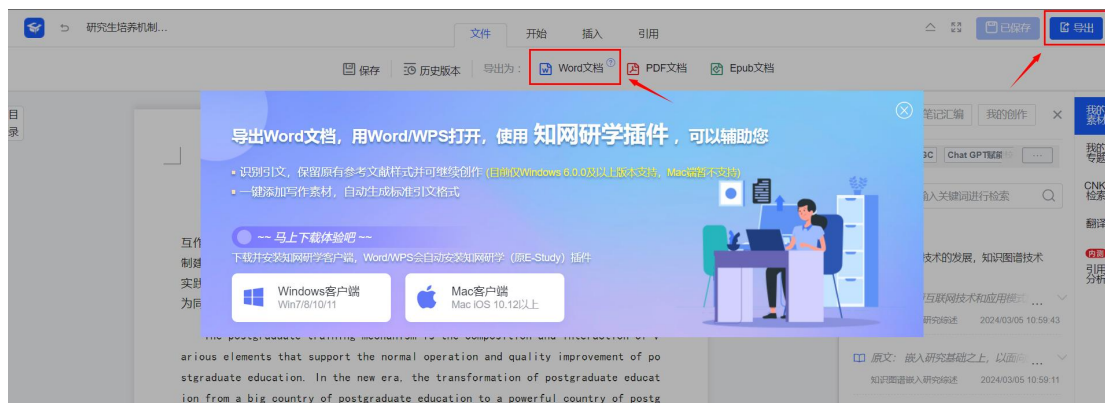 研究生培养机制...
文件 开始 插入 引用
已保存 导出
保存 历史版本 导出为： Word文档 PDF文档 Epub文档
目录
笔记汇编 我的创作
我的素材
我的专题
CNK
检索
翻译
内测
引用分析
Chat GPT赋能
输入关键词进行检索
导出Word文档，用Word/WPS打开，使用 知网研学插件 ，可以辅助您
识别引文，保留原有参考文献样式并可继续创作 (目前仅Windows 6.0.0及以上版本支持，Mac端暂不支持)
一键添加写作素材，自动生成标准引文格式
~~ 马上下载体验吧 ~~
下载并安装知网研学客户端，Word/WPS会自动安装知网研学（原E-Study）插件
Windows客户端
Win7/8/10/11
Mac客户端
Mac iOS 10.12以上
互作
制建
实践
为同
技术的发展，知识图谱技术
互联网技术和应用模式 ...
研究综述 2024/03/05 10:59:43
原文： 嵌入研究基础之上，以面向 ...
知识图谱嵌入研究综述 2024/03/05 10:59:11
The postgraduate training mechanism is the composition and interaction of v
arious elements that support the normal operation and quality improvement of po
stgraduate education. In the new era, the transformation of postgraduate educat
ion from a big country of postgraduate education to a powerful country of postg